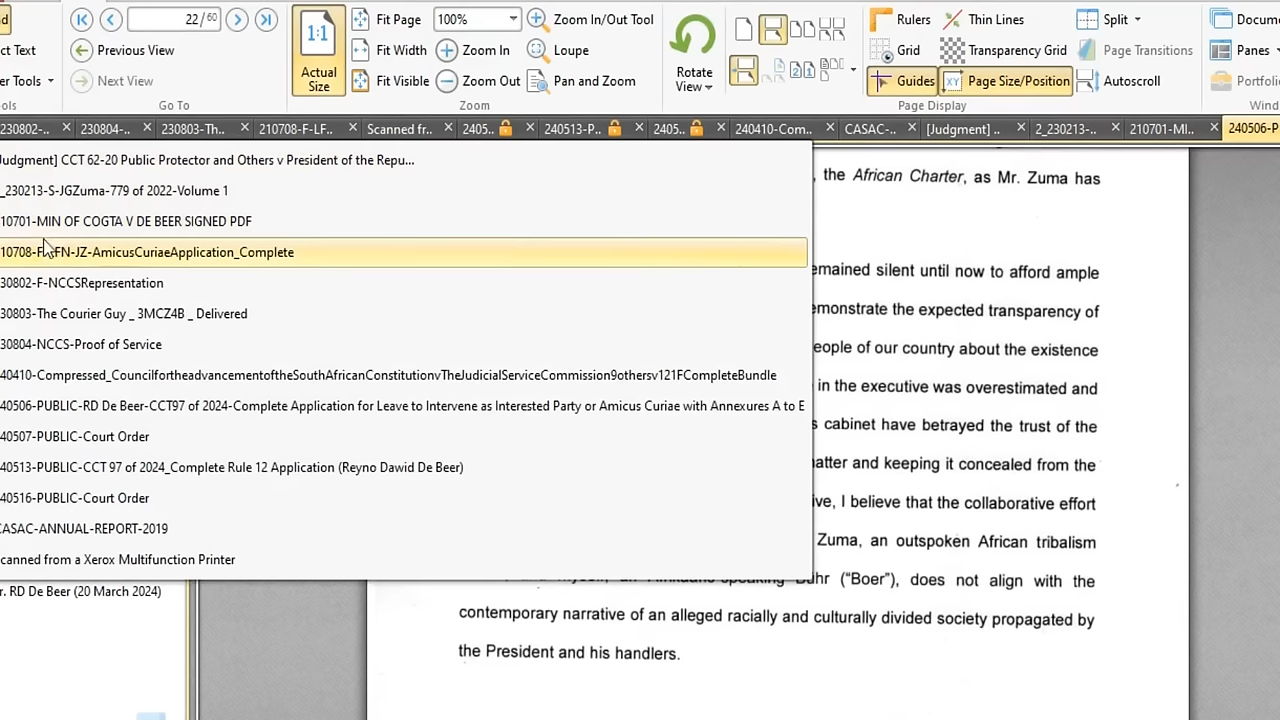 22 / 60
Fit Page
100%
Zoom In/Out Tool
Rulers
Thin Lines
Split
Docum
ct Text
Previous View
1:1
Fit Width
Zoom In
Loupe
Grid
Transparency Grid
Page Transitions
Panes
er Tools
Next View
Actual
Size
Fit Visible
Zoom Out
Pan and Zoom
Rotate
View
Guides
Page Size/Position
Autoscroll
Portfolio
ols
Go To
Zoom
Page Display
Wind
230802-..
230804-..
230803-Th..
210708-F-LF..
Scanned fr..
2405..
240513-P..
2405..
240410-Com..
CASAC-..
[Judgment] ..
2_230213-..
210701-MI..
240506-P
Judgment] CCT 62-20 Public Protector and Others v President of the Repu...
_230213-S-JGZuma-779 of 2022-Volume 1
10701-MIN OF COGTA V DE BEER SIGNED PDF
FN-JZ-AmicusCuriaeApplication_Complete
30802-F-NCCSRepresentation
30803-The Courier Guy _ 3MCZ4B _ Delivered
30804-NCCS-Proof of Service
40410-Compressed_CouncilfortheadvancementoftheSouthAfricanConstitutionvTheJudicialServiceCommission9othersv121FCompleteBundle
40506-PUBLIC-RD De Beer-CCT97 of 2024-Complete Application for Leave to Intervene as Interested Party or Amicus Curiae with Annexures A to E
40507-PUBLIC-Court Order
40513-PUBLIC-CCT 97 of 2024_Complete Rule 12 Application (Reyno Dawid De Beer)
40516-PUBLIC-Court Order
CASAC-ANNUAL-REPORT-2019
canned from a Xerox Multifunction Printer
r. RD De Beer (20 March 2024)
, the African Charter, as Mr. Zuma has
emained silent until now to afford ample
emonstrate the expected transparency of
eople of our country about the existence
in the executive was overestimated and
s cabinet have betrayed the trust of the
atter and keeping it concealed from the
ive, I believe that the collaborative effort
Zuma, an outspoken African tribalism
Buhr (“Boer”), does not align with the
contemporary narrative of an alleged racially and culturally divided society propagated by
the President and his handlers.